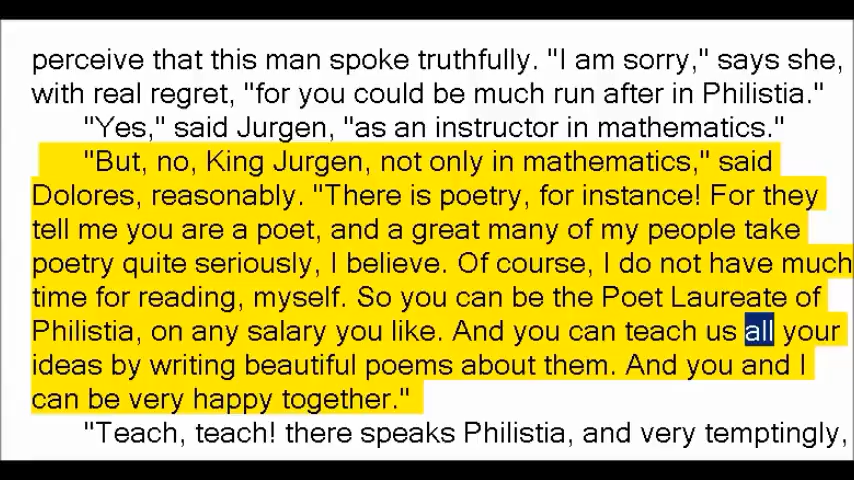 perceive that this man spoke truthfully. "I am sorry," says she,
with real regret, "for you could be much run after in Philistia."
"Yes," said Jurgen, "as an instructor in mathematics."
"But, no, King Jurgen, not only in mathematics," said
Dolores, reasonably. "There is poetry, for instance! For they
tell me you are a poet, and a great many of my people take
poetry quite seriously, I believe. Of course, I do not have much
time for reading, myself. So you can be the Poet Laureate of
Philistia, on any salary you like. And you can teach us all your
ideas by writing beautiful poems about them. And you and I
can be very happy together."
"Teach, teach! there speaks Philistia, and very temptingly,